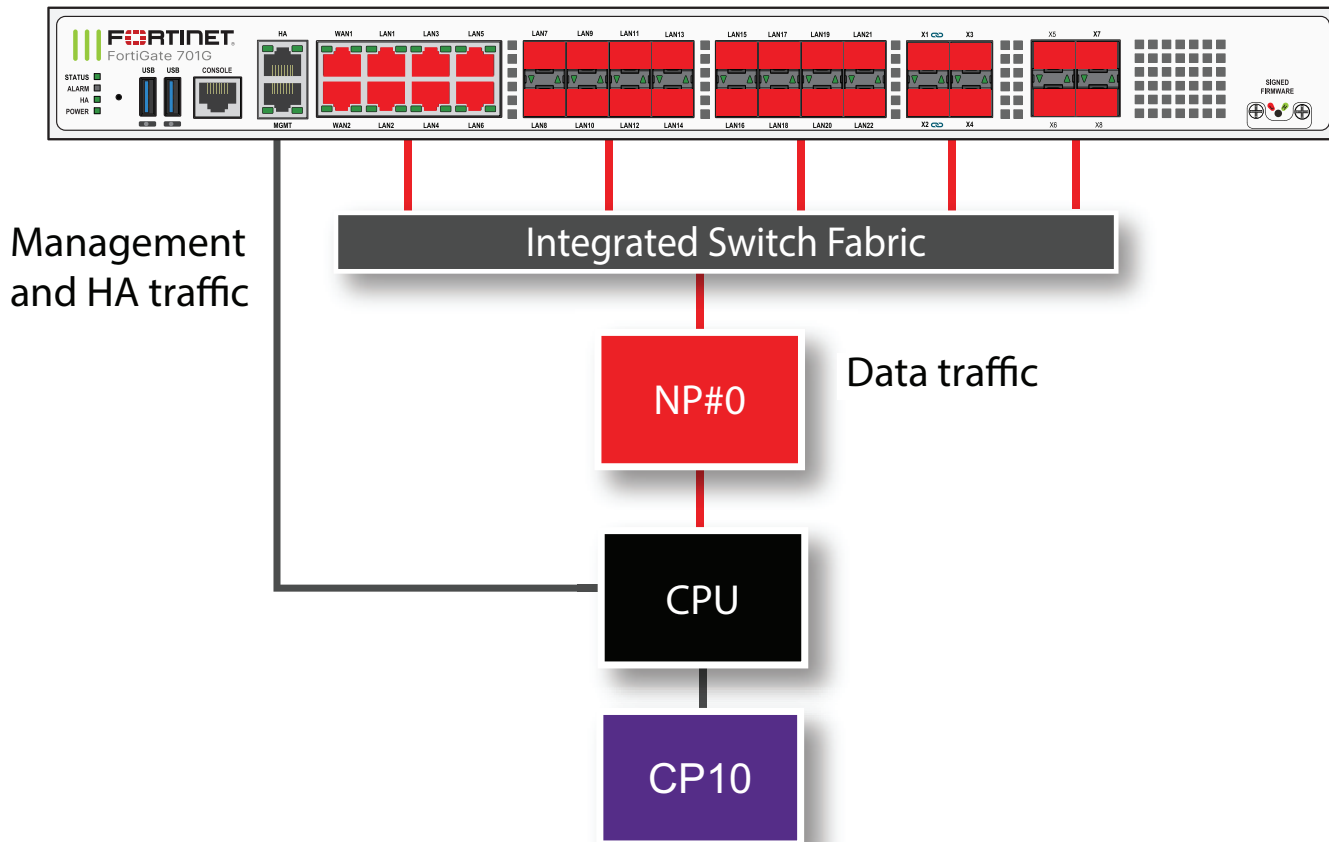 FORTINET
FortiGate 701G
STATUS
ALARM
HA
POWER
USB USB CONSOLE
HA
MGMT
WAN1 LAN1 LAN3 LAN5
WAN2 LAN2 LAN4 LAN6
LAN7 LAN9 LAN11 LAN13
LAN8 LAN10 LAN12 LAN14
LAN15 LAN17 LAN19 LAN21
LAN16 LAN18 LAN20 LAN22
X1 X3
X2 X4
X5 X7
X6 X8
SIGNED
FIRMWARE
Management
and HA traffic
Integrated Switch Fabric
NP#0
Data traffic
CPU
CP10